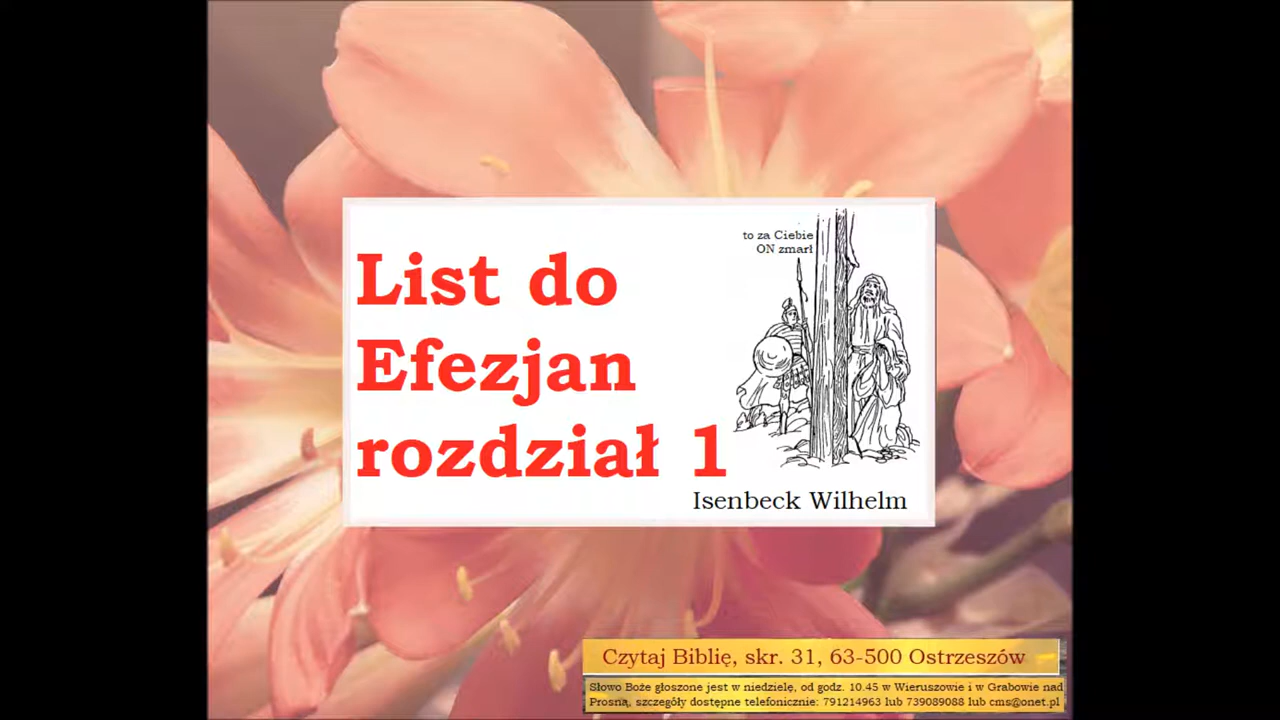 to za Ciebie
ON zmarł
List do
Efezjan
rozdział 1
Isenbeck Wilhelm
Czytaj Biblię, skr. 31, 63-500 Ostrzeszów
Słowo Boże głoszone jest w niedzielę, od godz. 10.45 w Wieruszowie i w Grabowie nad
Prosną, szczegóły dostępne telefonicznie: 791214963 lub 739089088 lub cms@onet.pl